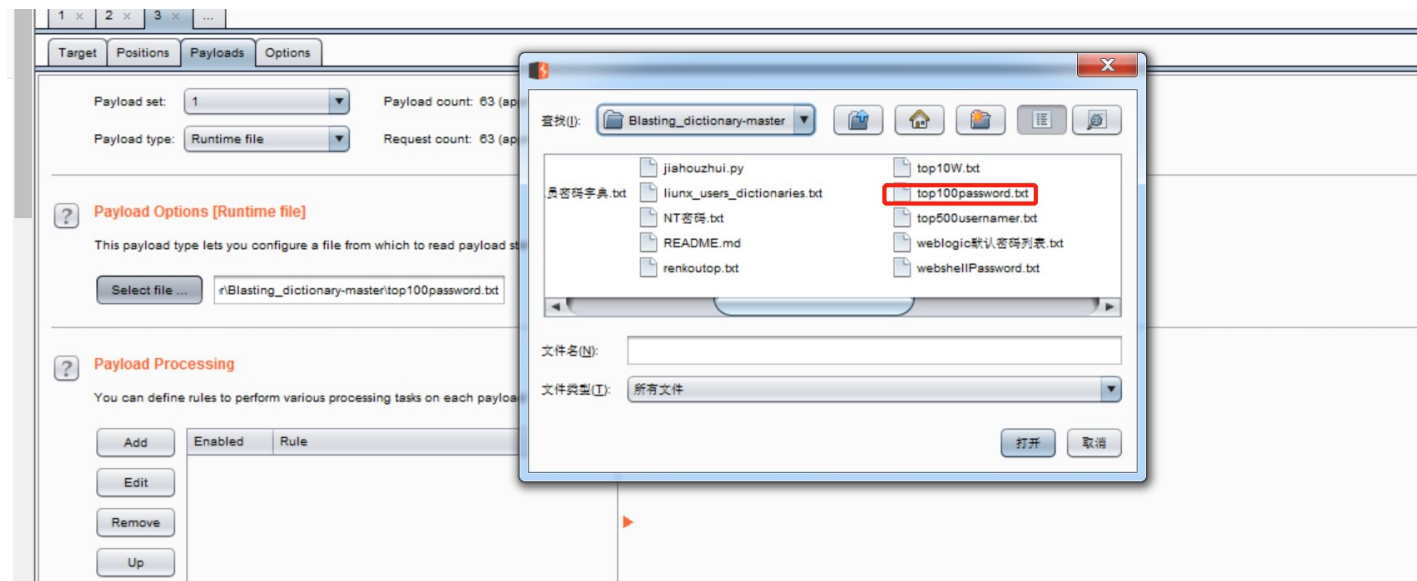 1 × 2 × 3 × ...
Target Positions Payloads Options
Payload set: 1 Payload count: 63 (ap
Payload type: Runtime file Request count: 63 (ap
? Payload Options [Runtime file]
This payload type lets you configure a file from which to read payload st
Select file ... r\Blasting_dictionary-master\top100password.txt
? Payload Processing
You can define rules to perform various processing tasks on each payloa
Add Enabled Rule
Edit
Remove
Up
X
查找(I): Blasting_dictionary-master
jiahouzhui.py top10W.txt
员密码字典.txt liunx_users_dictionaries.txt top100password.txt
NT密码.txt top500usernamer.txt
README.md weblogic默认密码列表.txt
renkoutop.txt webshellPassword.txt
文件名(N):
文件类型(T): 所有文件
打开 取消